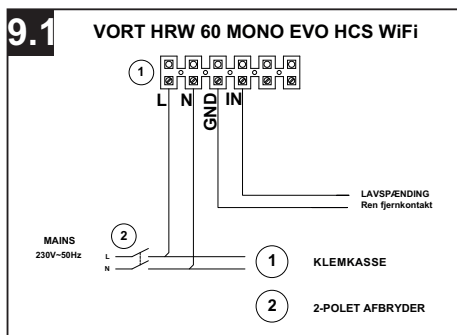 9.1
VORT HRW 60 MONO EVO HCS WiFi
1
L N GND IN
LAVSPÆNDING
Ren fjernkontakt
2
MAINS
230V~50Hz
L
N
1 KLEMKASSE
2 2-POLET AFBRYDER